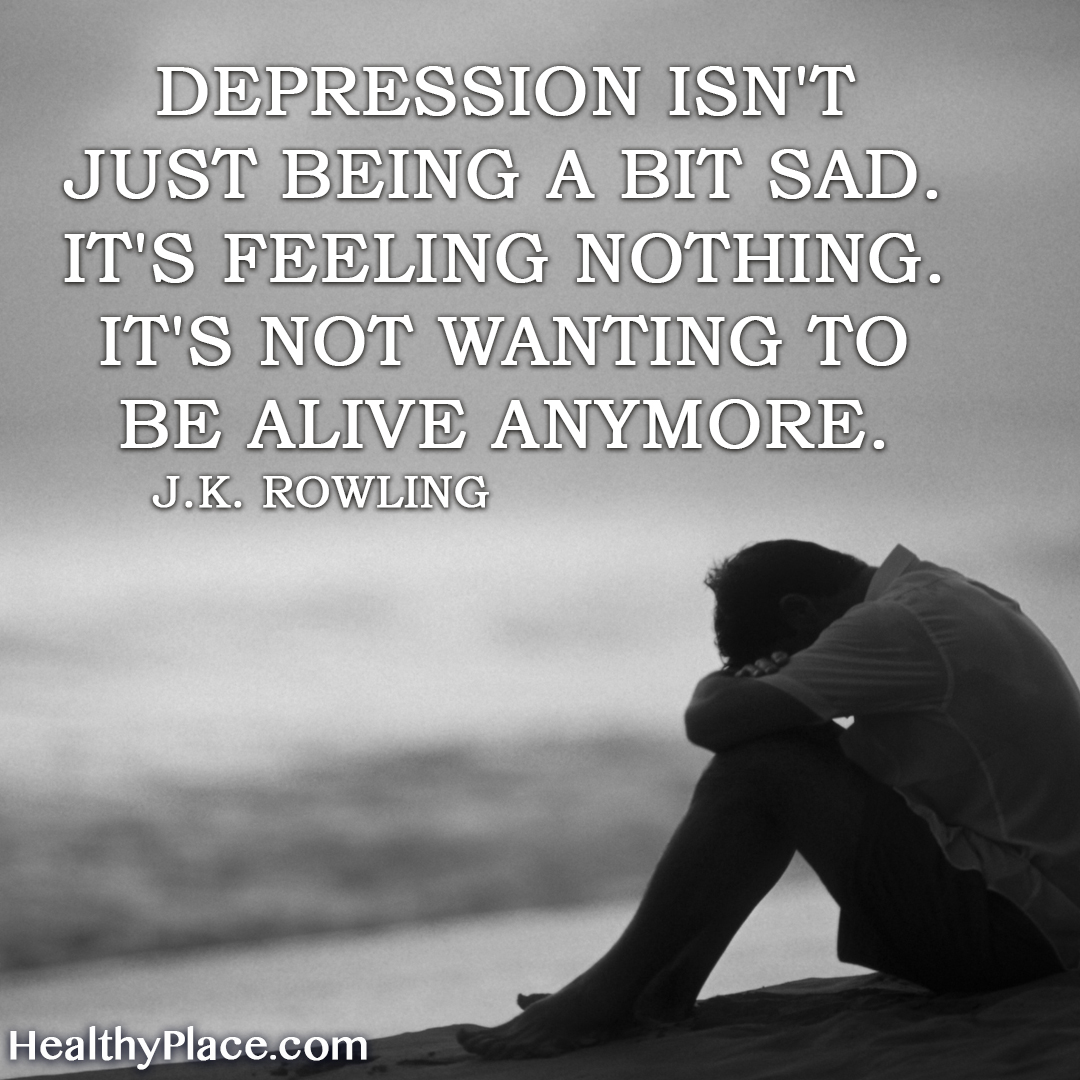 DEPRESSION ISN'T
JUST BEING A BIT SAD.
IT'S FEELING NOTHING.
IT'S NOT WANTING TO
BE ALIVE ANYMORE.
J.K. ROWLING
HealthyPlace.com